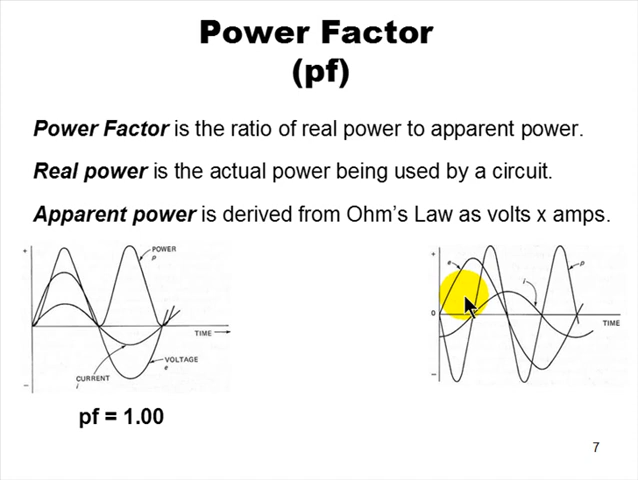 Power Factor
(pf)
Power Factor is the ratio of real power to apparent power.
Real power is the actual power being used by a circuit.
Apparent power is derived from Ohm's Law as volts x amps.
+
POWER
p
TIME
VOLTAGE
e
CURRENT
i
–
+
e
p
i
0
TIME
–
pf = 1.00
7